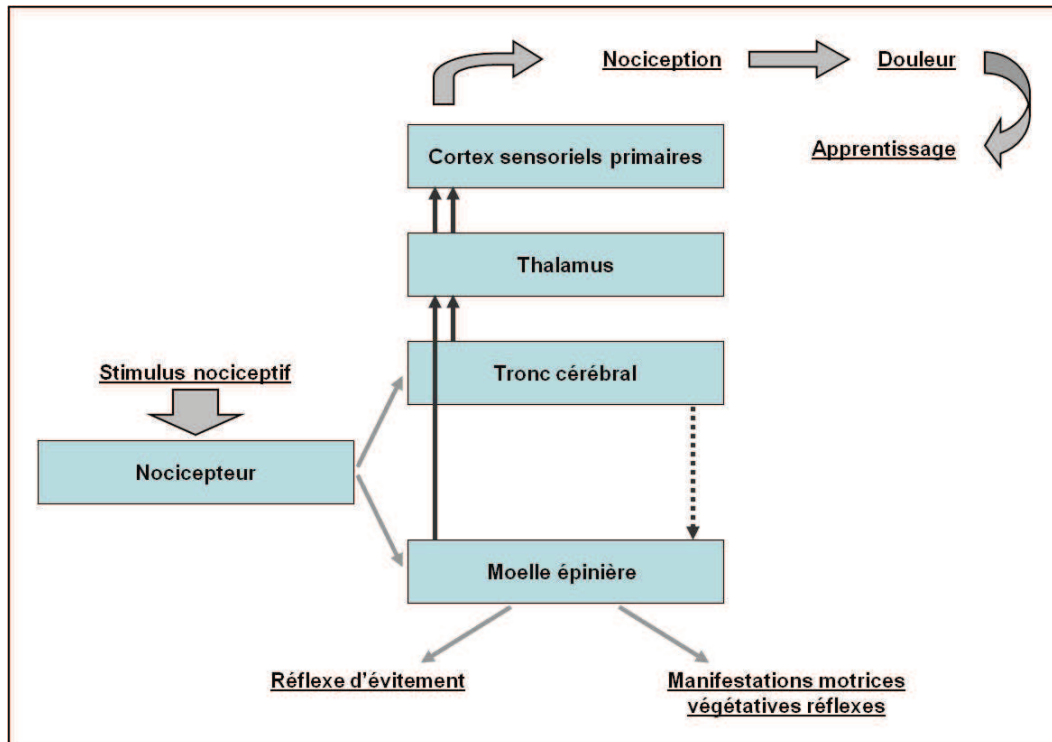 Nociception
Douleur
Apprentissage
Cortex sensoriels primaires
Thalamus
Tronc cérébral
Stimulus nociceptif
Nocicepteur
Moelle épinière
Réflexe d'évitement
Manifestations motrices
végétatives réflexes